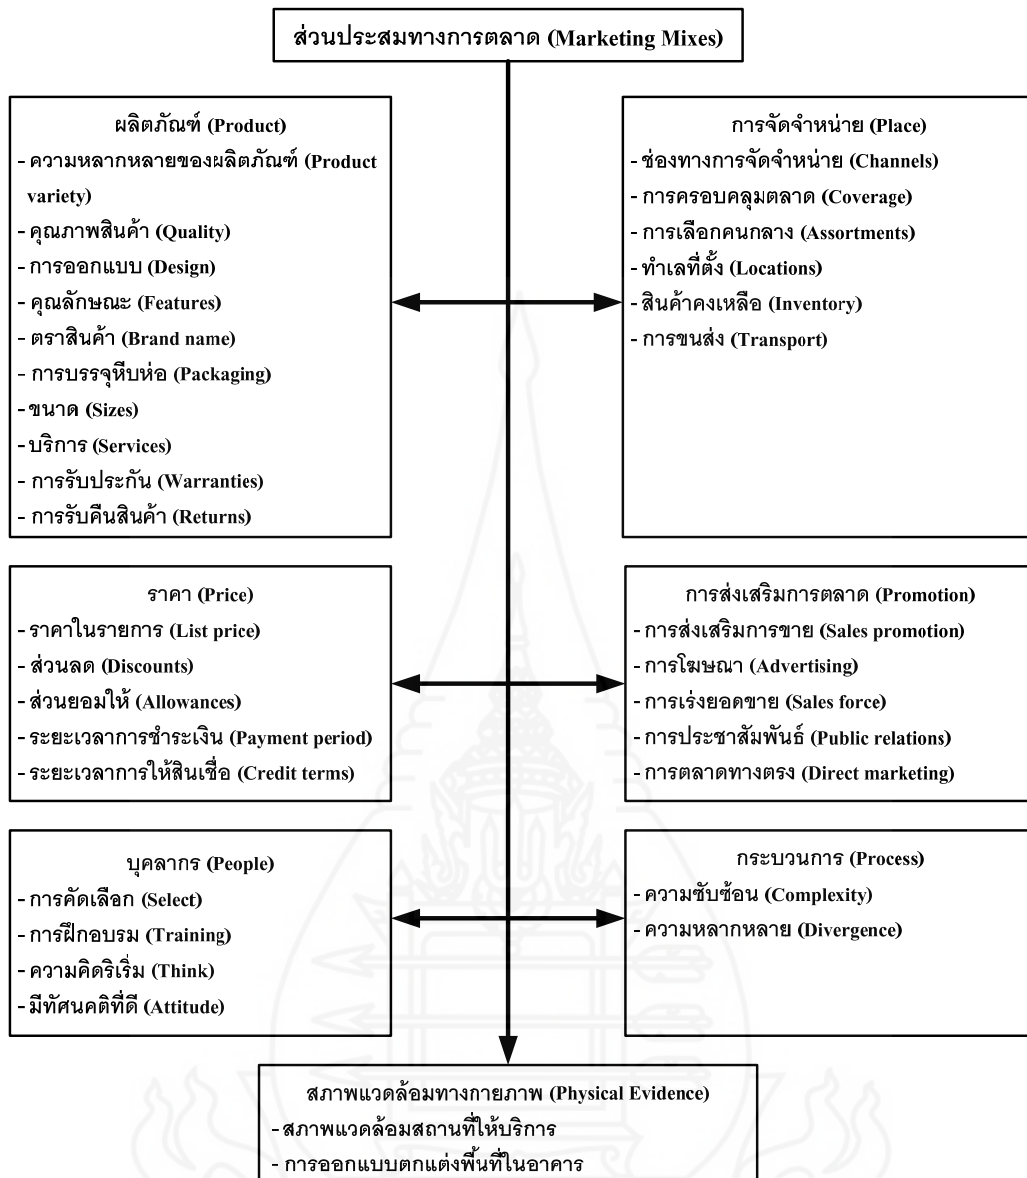 ส่วนประสมทางการตลาด (Marketing Mixes)
ผลิตภัณฑ์ (Product)
- ความหลากหลายของผลิตภัณฑ์ (Product
variety)
- คุณภาพสินค้า (Quality)
- การออกแบบ (Design)
- คุณลักษณะ (Features)
- ตราสินค้า (Brand name)
- การบรรจุหีบห่อ (Packaging)
- ขนาด (Sizes)
- บริการ (Services)
- การรับประกัน (Warranties)
- การรับคืนสินค้า (Returns)
การจัดจำหน่าย (Place)
- ช่องทางการจัดจำหน่าย (Channels)
- การครอบคลุมตลาด (Coverage)
- การเลือกคนกลาง (Assortments)
- ทำเลที่ตั้ง (Locations)
- สินค้าคงเหลือ (Inventory)
- การขนส่ง (Transport)
ราคา (Price)
- ราคาในรายการ (List price)
- ส่วนลด (Discounts)
- ส่วนยอมให้ (Allowances)
- ระยะเวลาการชำระเงิน (Payment period)
- ระยะเวลาการให้สินเชื่อ (Credit terms)
การส่งเสริมการตลาด (Promotion)
- การส่งเสริมการขาย (Sales promotion)
- การโฆษณา (Advertising)
- การเร่งยอดขาย (Sales force)
- การประชาสัมพันธ์ (Public relations)
- การตลาดทางตรง (Direct marketing)
บุคลากร (People)
- การคัดเลือก (Select)
- การฝึกอบรม (Training)
- ความคิดริเริ่ม (Think)
- มีทัศนคติที่ดี (Attitude)
กระบวนการ (Process)
- ความซับซ้อน (Complexity)
- ความหลากหลาย (Divergence)
สภาพแวดล้อมทางกายภาพ (Physical Evidence)
- สภาพแวดล้อมสถานที่ให้บริการ
- การออกแบบตกแต่งพื้นที่ในอาคาร